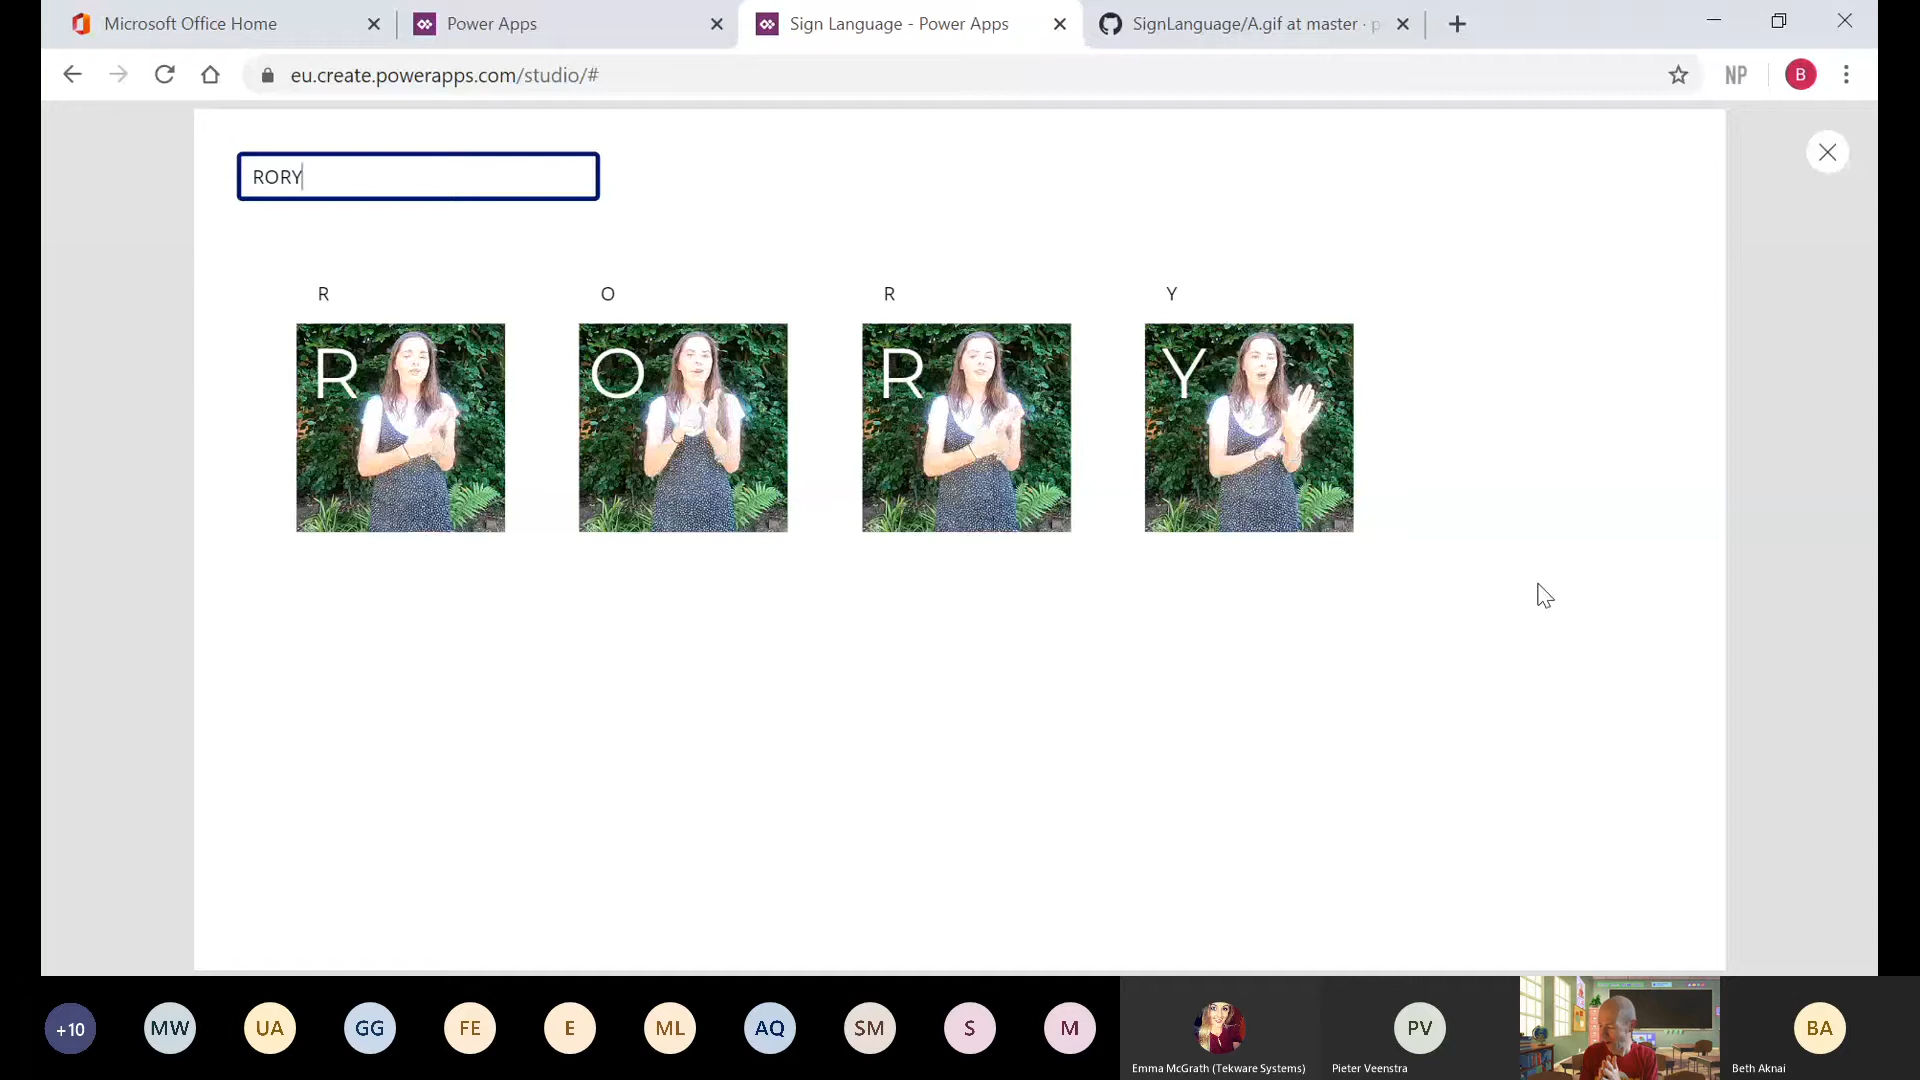 Microsoft Office Home
Power Apps
Sign Language - Power Apps
SignLanguage/A.gif at master · p
eu.create.powerapps.com/studio/#
NP
B
RORY
R O R Y
R O R Y
+10 MW UA GG FE E ML AQ SM S M PV BA
Emma McGrath (Tekware Systems) Pieter Veenstra Beth Aknai